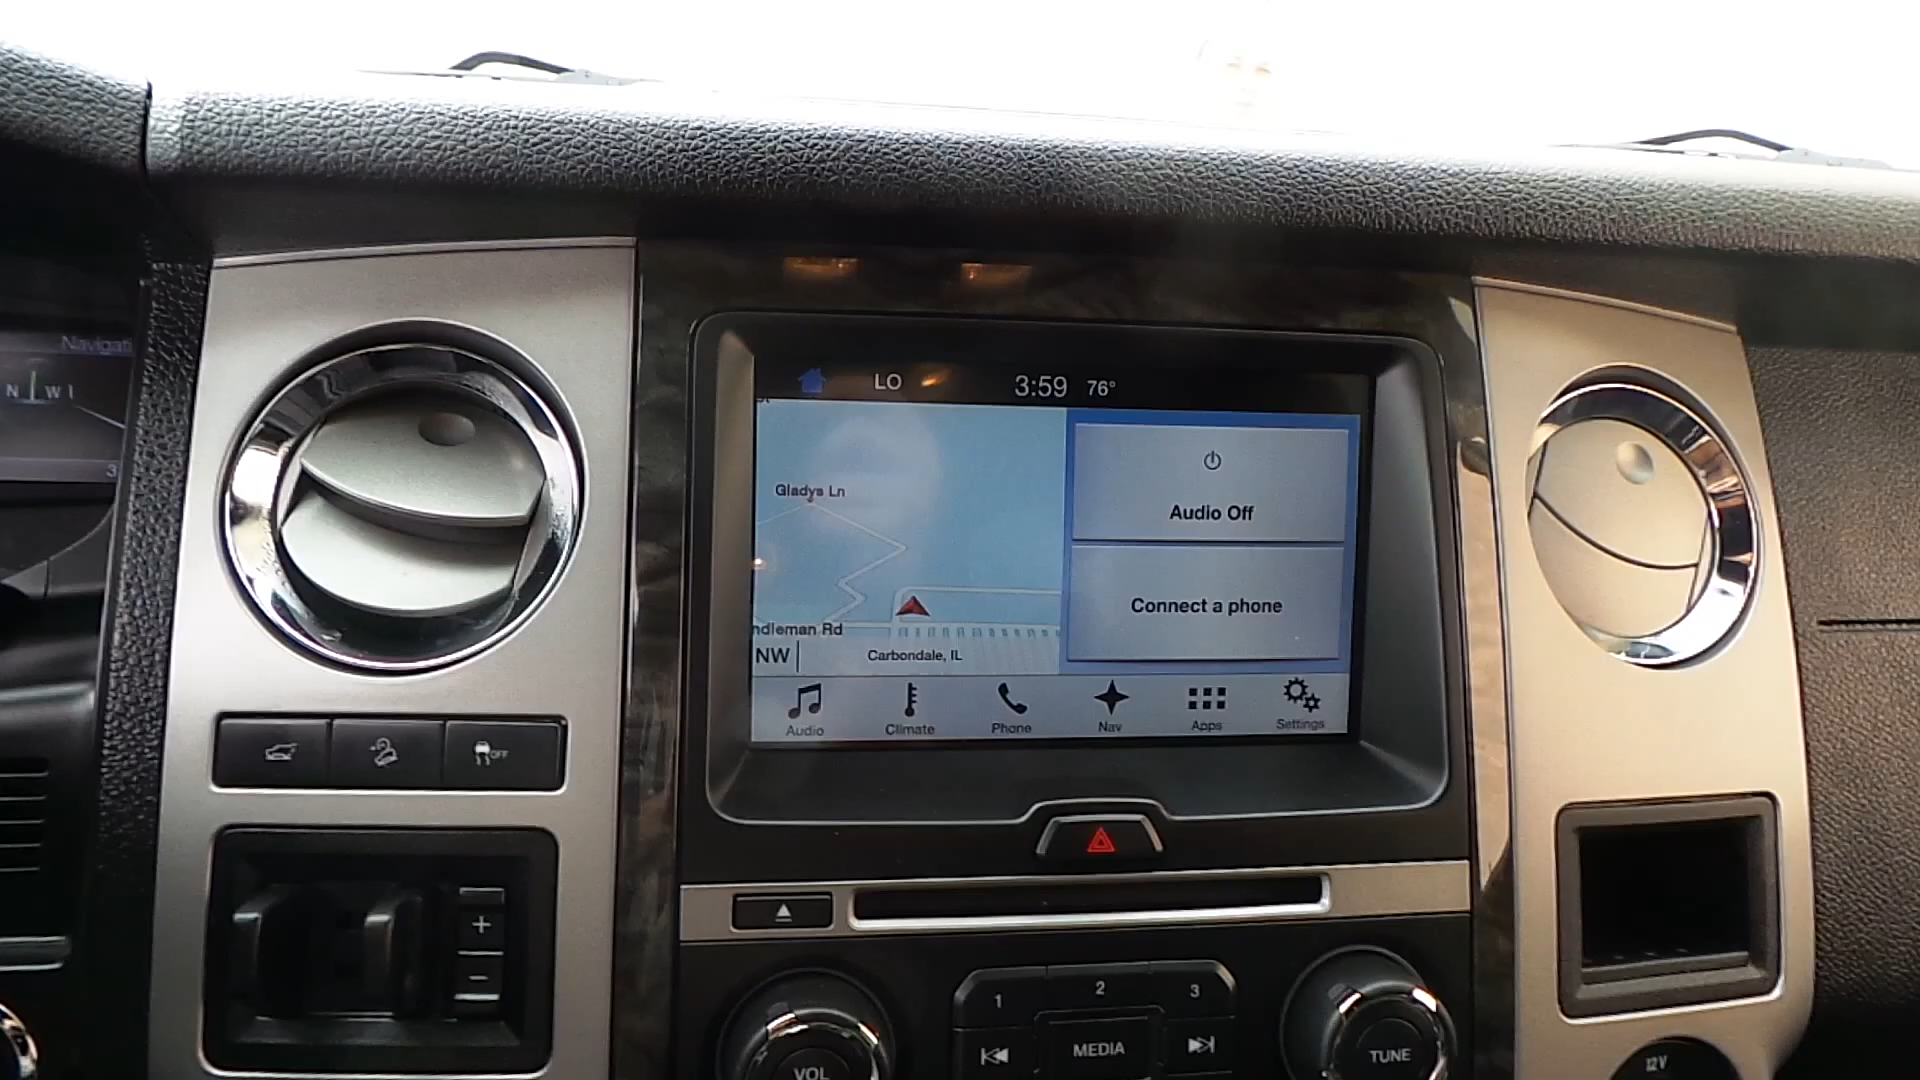 Navigati
N W
3
LO 3:59 76°
Gladys Ln
ndleman Rd
NW
Carbondale, IL
Audio Off
Connect a phone
Audio Climate Phone Nav Apps Settings
OFF
+
-
1 2 3
MEDIA
VOL
TUNE
12V